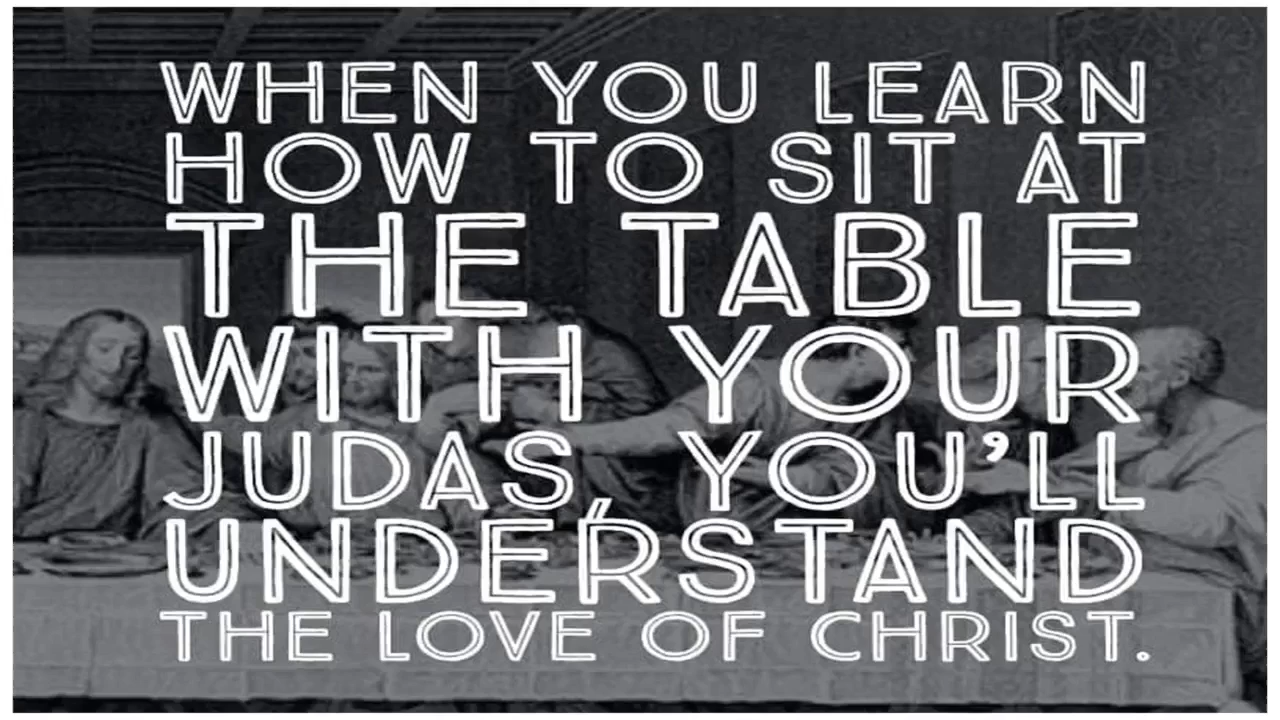 WHEN YOU LEARN
HOW TO SIT AT
THE TABLE
WITH YOUR
JUDAS, YOU’LL
UNDERSTAND
THE LOVE OF CHRIST.